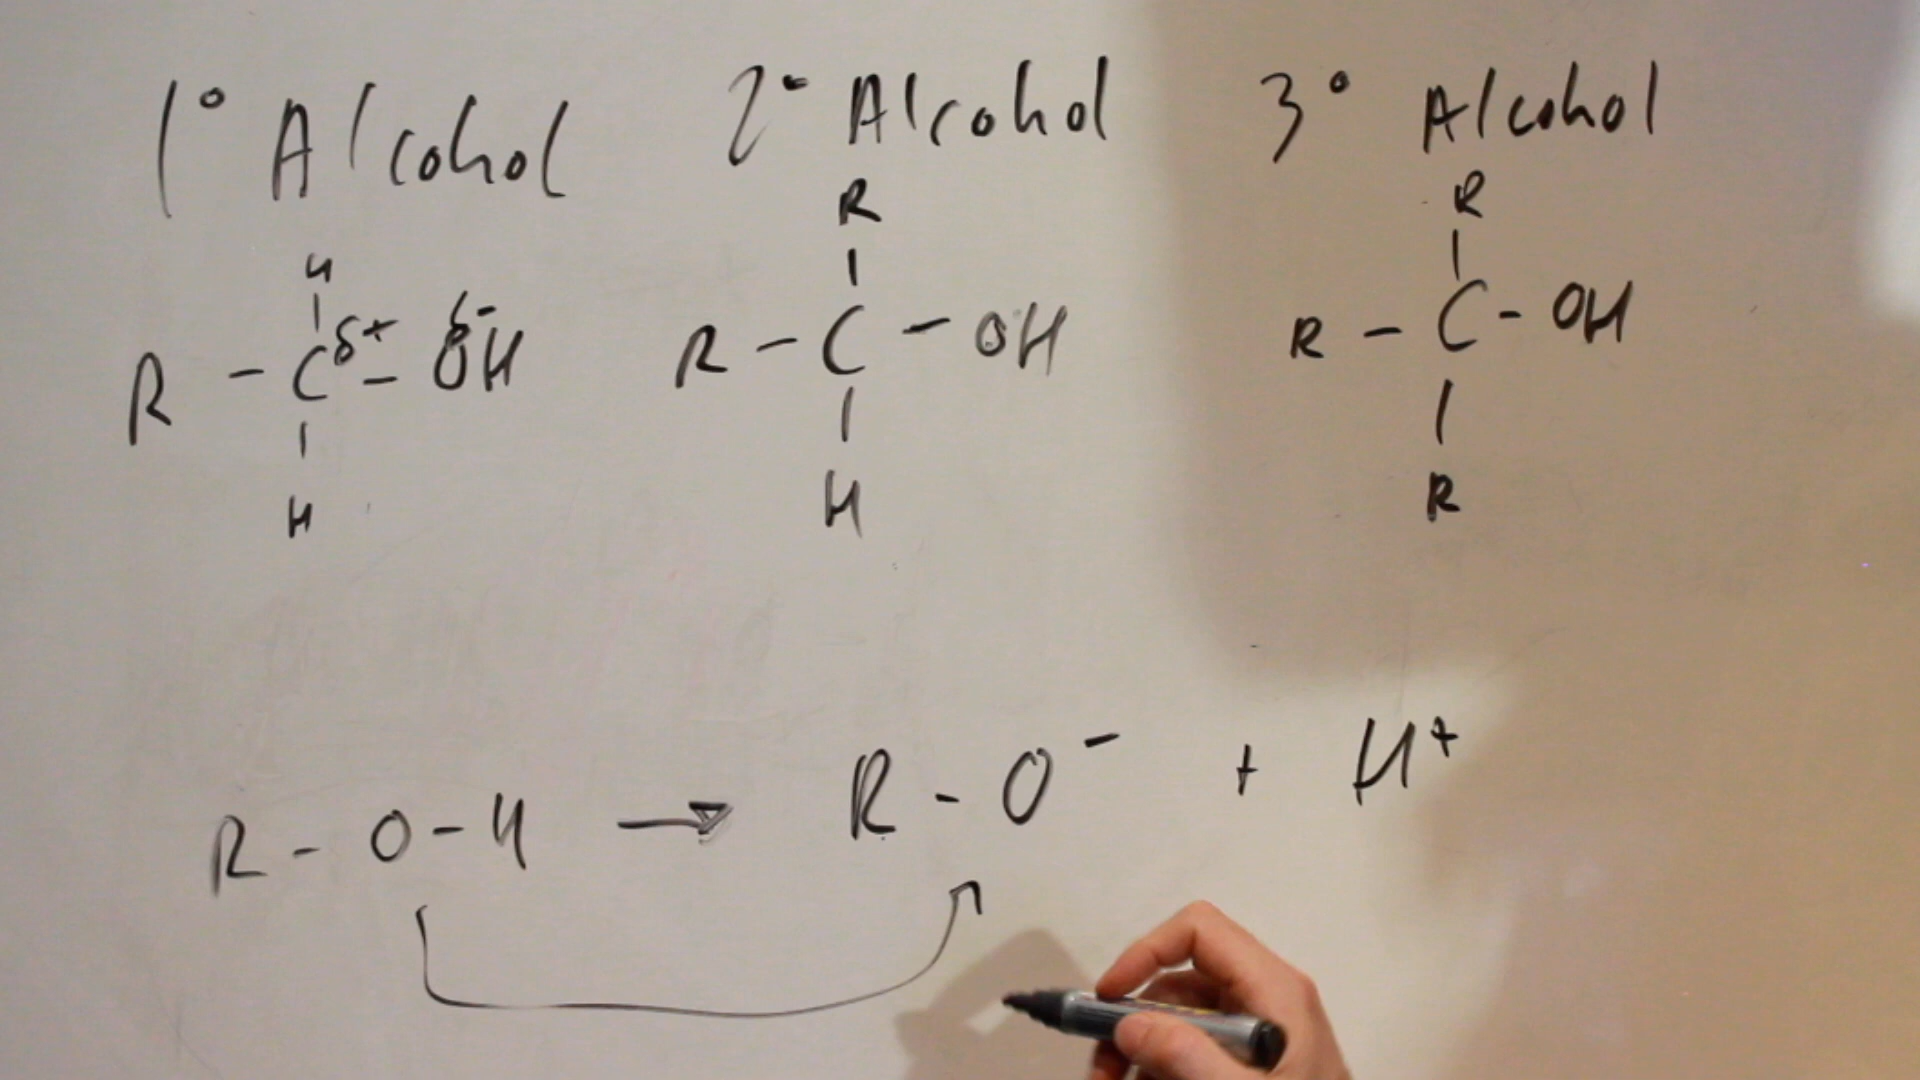 1° Alcohol 2° Alcohol 3° Alcohol
R R
H
R - C δ+ - OH δ- R - C - OH R - C - OH
H H R
R - O - H → R - O⁻ + H⁺